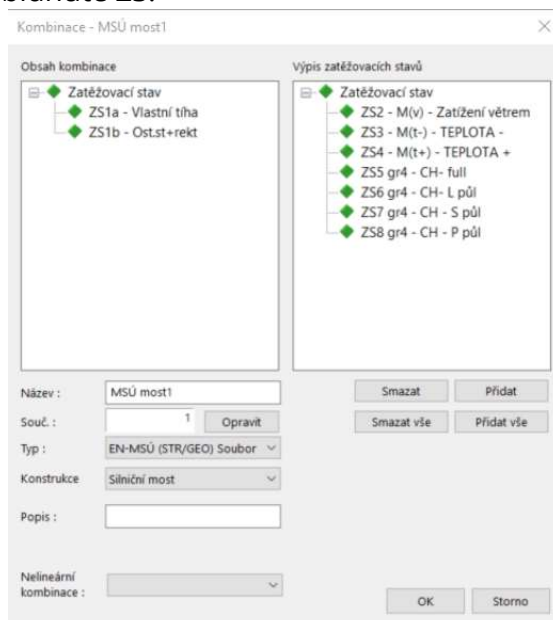 Kombinace - MSÚ most1
Obsah kombinace
Zatěžovací stav
ZS1a - Vlastní tíha
ZS1b - Ost.st+rekt
Výpis zatěžovacích stavů
Zatěžovací stav
ZS2 - M(v) - Zatížení větrem
ZS3 - M(t-) - TEPLOTA -
ZS4 - M(t+) - TEPLOTA +
ZS5 gr4 - CH- full
ZS6 gr4 - CH- L půl
ZS7 gr4 - CH - S půl
ZS8 gr4 - CH - P půl
Název : MSÚ most1
Smazat Přidat
Souč. : 1 Opravit
Smazat vše Přidat vše
Typ : EN-MSÚ (STR/GEO) Soubor
Konstrukce Silniční most
Popis :
Nelineární
kombinace :
OK Storno